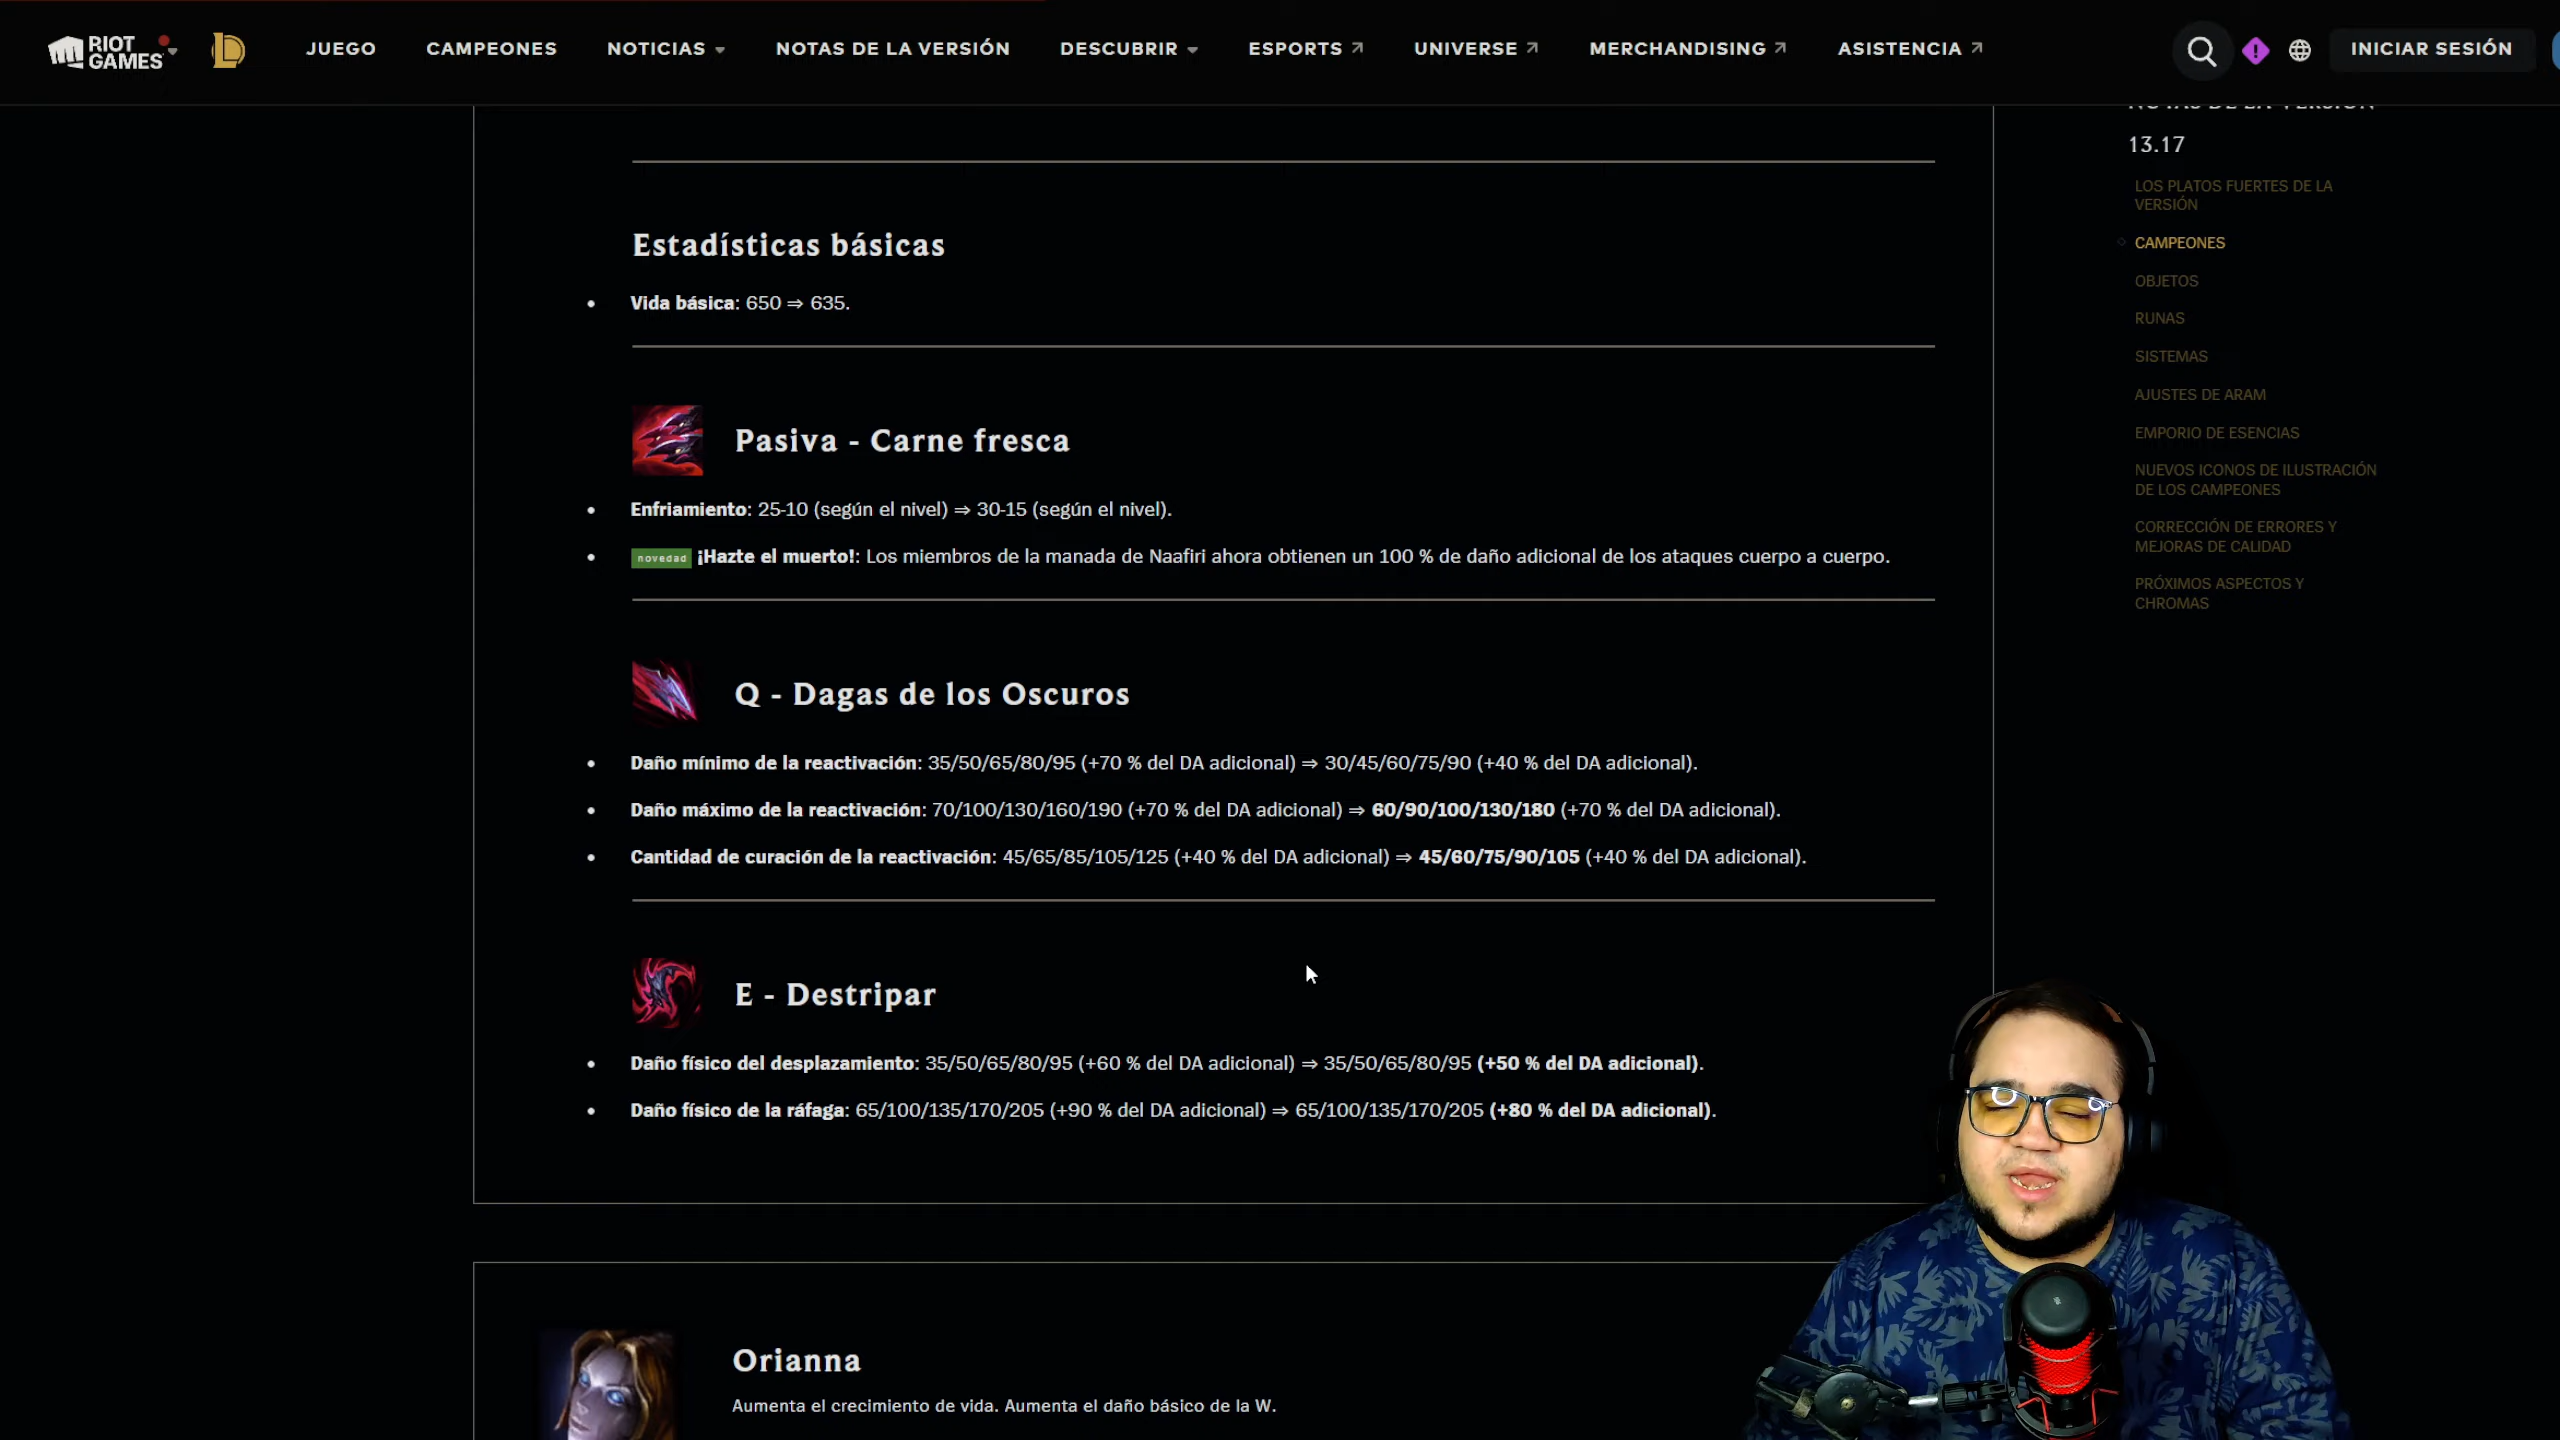 RIOT GAMES
JUEGO
CAMPEONES
NOTICIAS
NOTAS DE LA VERSIÓN
DESCUBRIR
ESPORTS
UNIVERSE
MERCHANDISING
ASISTENCIA
INICIAR SESIÓN
NOTAS DE LA VERSIÓN
13.17
LOS PLATOS FUERTES DE LA
VERSIÓN
CAMPEONES
OBJETOS
RUNAS
SISTEMAS
AJUSTES DE ARAM
EMPORIO DE ESENCIAS
NUEVOS ICONOS DE ILUSTRACIÓN
DE LOS CAMPEONES
CORRECCIÓN DE ERRORES Y
MEJORAS DE CALIDAD
PRÓXIMOS ASPECTOS Y
CHROMAS
Estadísticas básicas
• Vida básica: 650 ⇒ 635.
Pasiva - Carne fresca
• Enfriamiento: 25-10 (según el nivel) ⇒ 30-15 (según el nivel).
• novedad ¡Hazte el muerto!: Los miembros de la manada de Naafiri ahora obtienen un 100 % de daño adicional de los ataques cuerpo a cuerpo.
Q - Dagas de los Oscuros
• Daño mínimo de la reactivación: 35/50/65/80/95 (+70 % del DA adicional) ⇒ 30/45/60/75/90 (+40 % del DA adicional).
• Daño máximo de la reactivación: 70/100/130/160/190 (+70 % del DA adicional) ⇒ 60/90/100/130/180 (+70 % del DA adicional).
• Cantidad de curación de la reactivación: 45/65/85/105/125 (+40 % del DA adicional) ⇒ 45/60/75/90/105 (+40 % del DA adicional).
E - Destripar
• Daño físico del desplazamiento: 35/50/65/80/95 (+60 % del DA adicional) ⇒ 35/50/65/80/95 (+50 % del DA adicional).
• Daño físico de la ráfaga: 65/100/135/170/205 (+90 % del DA adicional) ⇒ 65/100/135/170/205 (+80 % del DA adicional).
Orianna
Aumenta el crecimiento de vida. Aumenta el daño básico de la W.